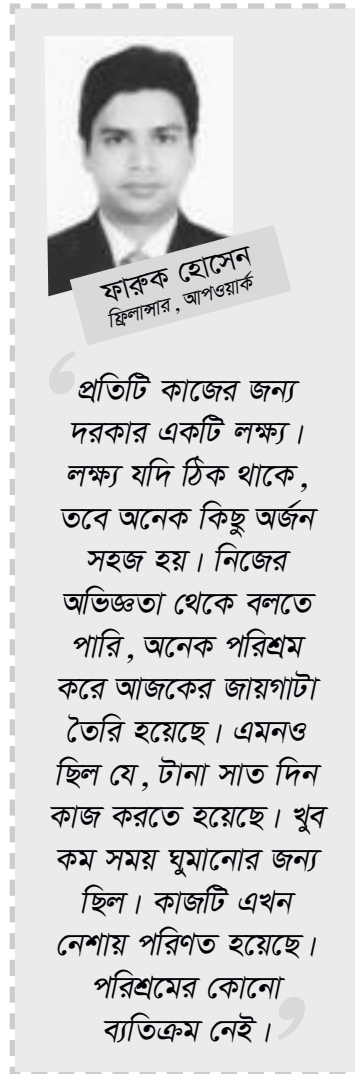 ফারুক হোসেন
ফ্রিলান্সার, আপওয়ার্ক
‘
প্রতিটি কাজের জন্য
দরকার একটি লক্ষ্য।
লক্ষ্য যদি ঠিক থাকে,
তবে অনেক কিছু অর্জন
সহজ হয়। নিজের
অভিজ্ঞতা থেকে বলতে
পারি, অনেক পরিশ্রম
করে আজকের জায়গাটা
তৈরি হয়েছে। এমনও
ছিল যে, টানা সাত দিন
কাজ করতে হয়েছে। খুব
কম সময় ঘুমানোর জন্য
ছিল। কাজটি এখন
নেশায় পরিণত হয়েছে।
পরিশ্রমের কোনো
ব্যতিক্রম নেই। ’